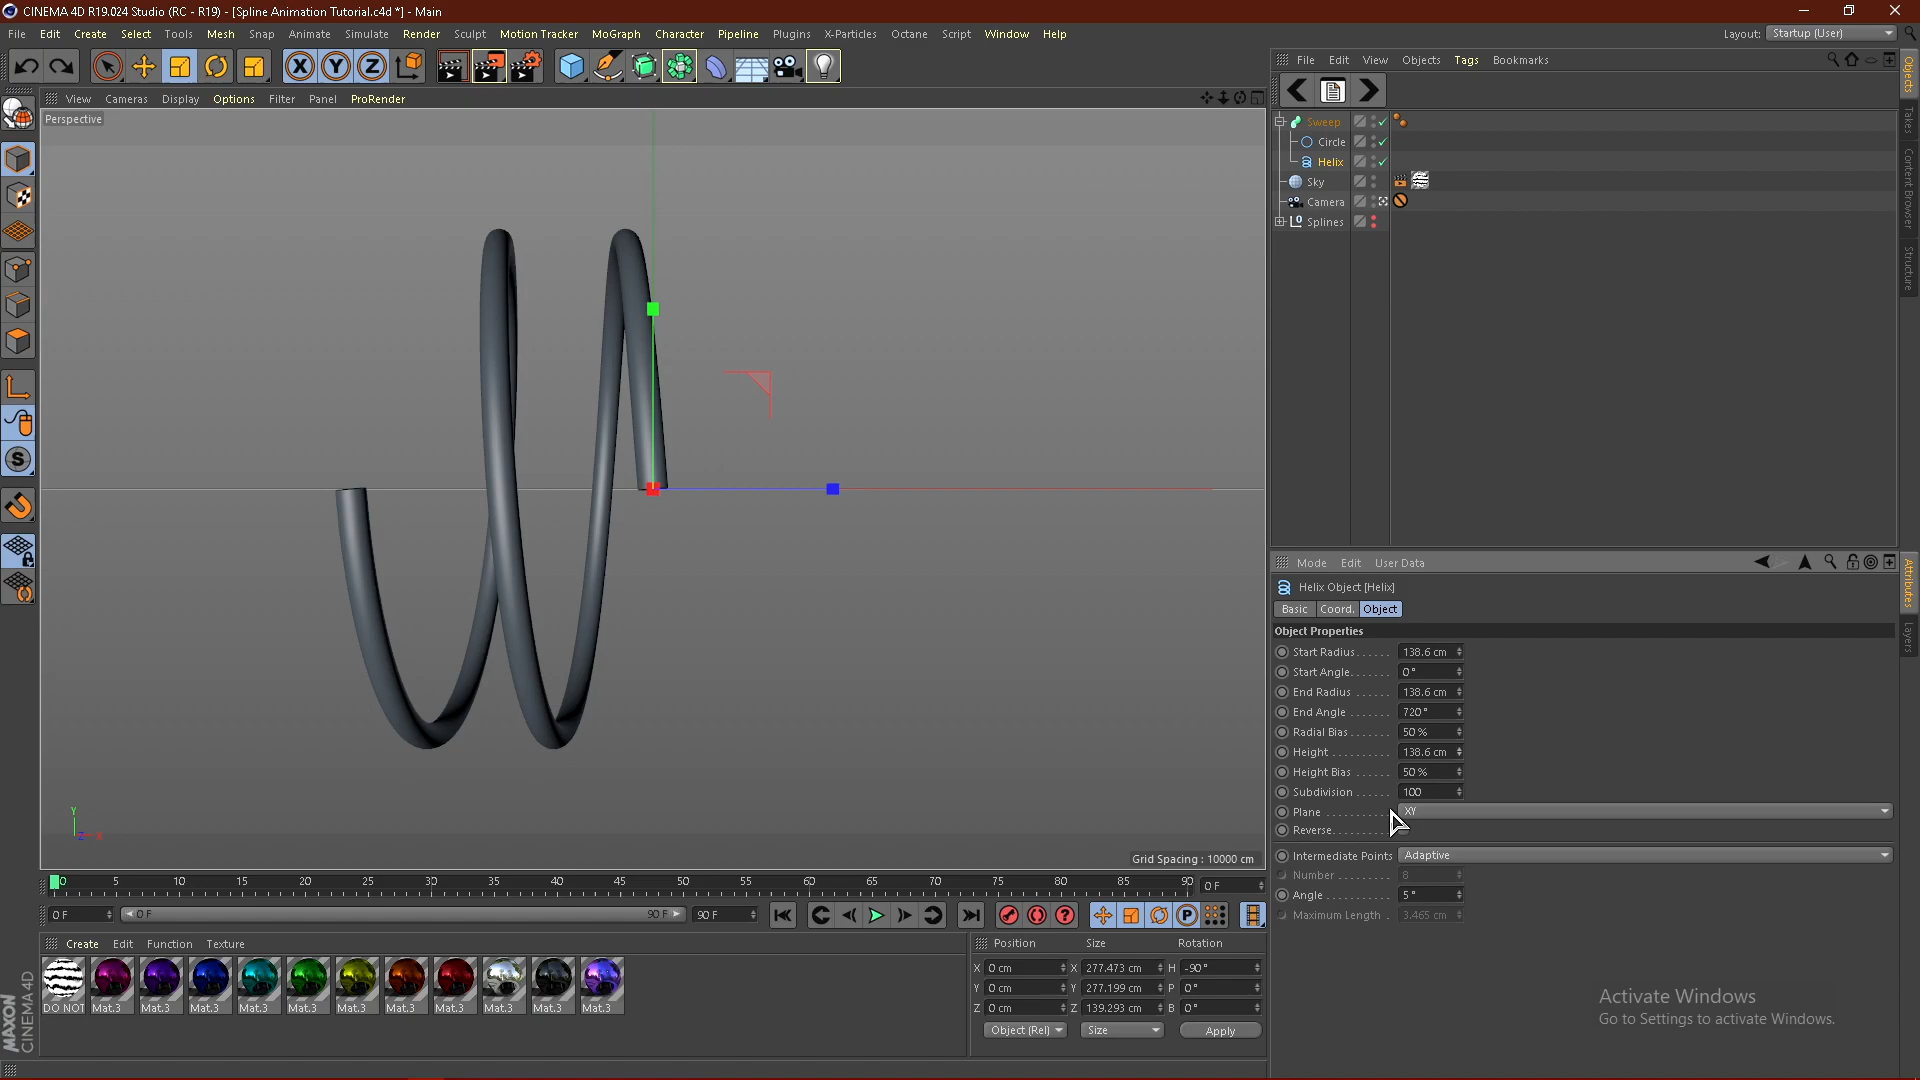 CINEMA 4D R19.024 Studio (RC - R19) - [Spline Animation Tutorial.c4d *] - Main
File Edit Create Select Tools Mesh Snap Animate Simulate Render Sculpt Motion Tracker MoGraph Character Pipeline Plugins X-Particles Octane Script Window Help
Layout: Startup (User)
View Cameras Display Options Filter Panel ProRender
Perspective
Y
Z X
Grid Spacing : 10000 cm
0 5 10 15 20 25 30 35 40 45 50 55 60 65 70 75 80 85 90 0 F
0 F 0 F 90 F 90 F
Create Edit Function Texture
DO NOT Mat.3 Mat.3 Mat.3 Mat.3 Mat.3 Mat.3 Mat.3 Mat.3 Mat.3 Mat.3 Mat.3
MAXON
CINEMA 4D
Position Size Rotation
X 0 cm X 277.473 cm H -90°
Y 0 cm Y 277.199 cm P 0°
Z 0 cm Z 139.293 cm B 0°
Object (Rel) Size Apply
File Edit View Objects Tags Bookmarks
Sweep
Circle
Helix
Sky
Camera
Splines
Objects
Takes
Content Browser
Structure
Mode Edit User Data
Helix Object [Helix]
Basic Coord. Object
Object Properties
Start Radius 138.6 cm
Start Angle 0°
End Radius 138.6 cm
End Angle 720°
Radial Bias 50 %
Height 138.6 cm
Height Bias 50 %
Subdivision 100
Plane XY
Reverse
Intermediate Points Adaptive
Number 8
Angle 5°
Maximum Length 3.465 cm
Attributes
Layers
Activate Windows
Go to Settings to activate Windows.